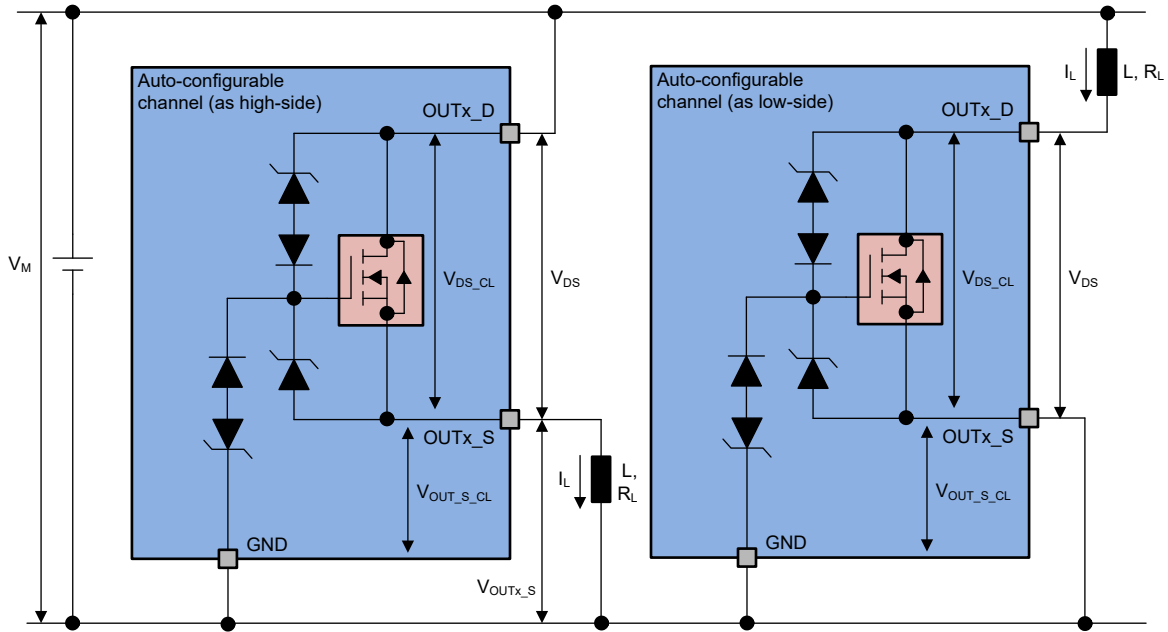 Auto-configurable
channel (as high-side)
OUTx_D
V_M
V_DS_CL
V_DS
OUTx_S
V_OUT_S_CL
I_L
L,
R_L
GND
V_OUTx_S
Auto-configurable
channel (as low-side)
OUTx_D
I_L
L, R_L
V_DS_CL
V_DS
OUTx_S
V_OUT_S_CL
GND